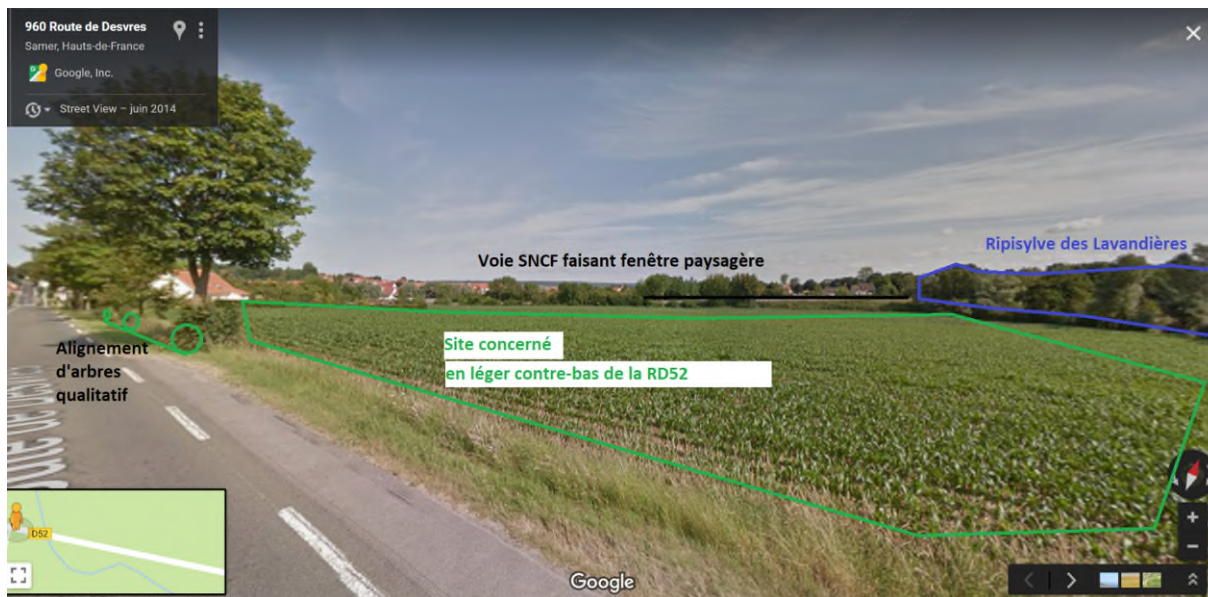 960 Route de Desvres
Samer, Hauts-de-France
Google, Inc.
Street View – juin 2014
Ripisylve des Lavandières
Voie SNCF faisant fenêtre paysagère
Site concerné
en léger contre-bas de la RD52
Alignement
d'arbres
qualitatif
D52
Google